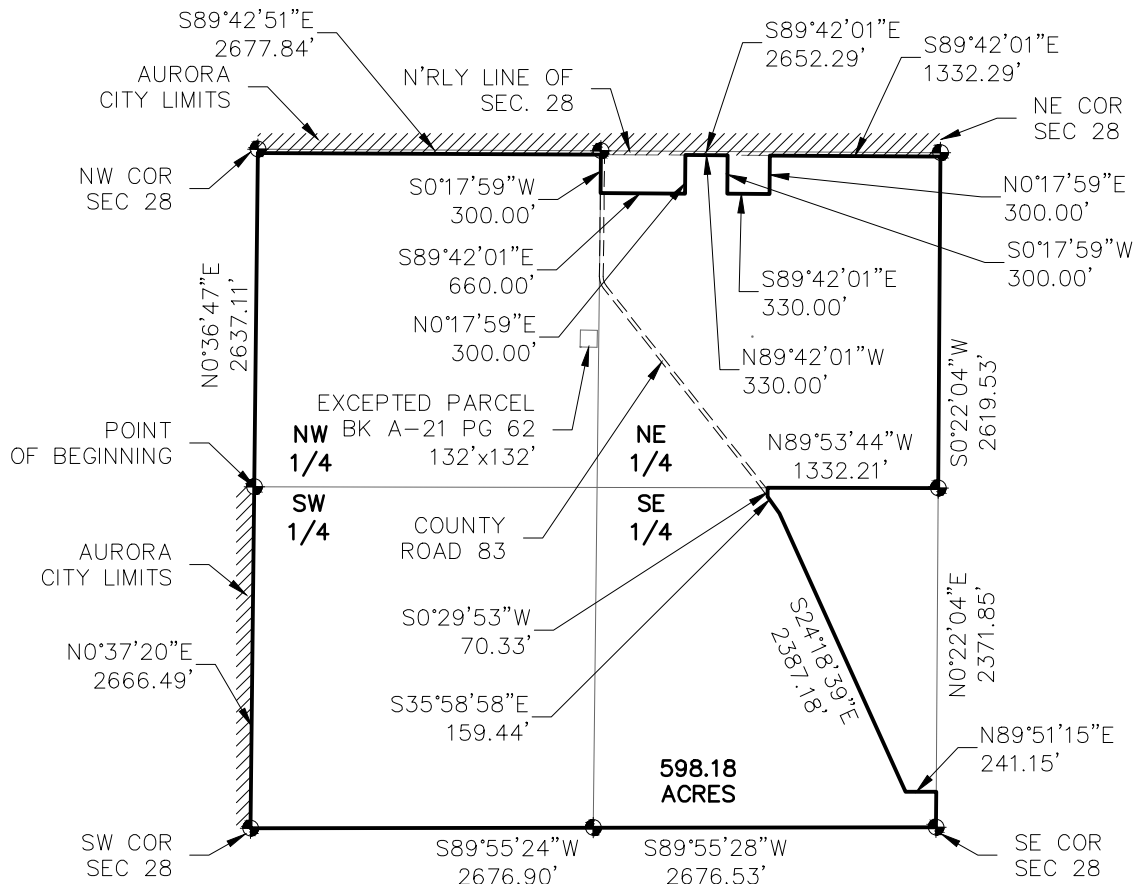 S89°42'51"E
2677.84'
S89°42'01"E
2652.29'
S89°42'01"E
1332.29'
AURORA
CITY LIMITS
N'RLY LINE OF
SEC. 28
NE COR
SEC 28
NW COR
SEC 28
S0°17'59"W
300.00'
N0°17'59"E
300.00'
S89°42'01"E
660.00'
S0°17'59"W
300.00'
S89°42'01"E
330.00'
N0°17'59"E
300.00'
N89°42'01"W
330.00'
N0°36'47"E
2637.11'
S0°22'04"W
2619.53'
EXCEPTED PARCEL
BK A-21 PG 62
132'x132'
POINT
OF BEGINNING
NW
1/4
NE
1/4
N89°53'44"W
1332.21'
SW
1/4
SE
1/4
COUNTY
ROAD 83
AURORA
CITY LIMITS
S0°29'53"W
70.33'
N0°37'20"E
2666.49'
S35°58'58"E
159.44'
S24°18'39"E
2387.18'
N0°22'04"E
2371.85'
N89°51'15"E
241.15'
598.18
ACRES
SW COR
SEC 28
S89°55'24"W
2676.90'
S89°55'28"W
2676.53'
SE COR
SEC 28